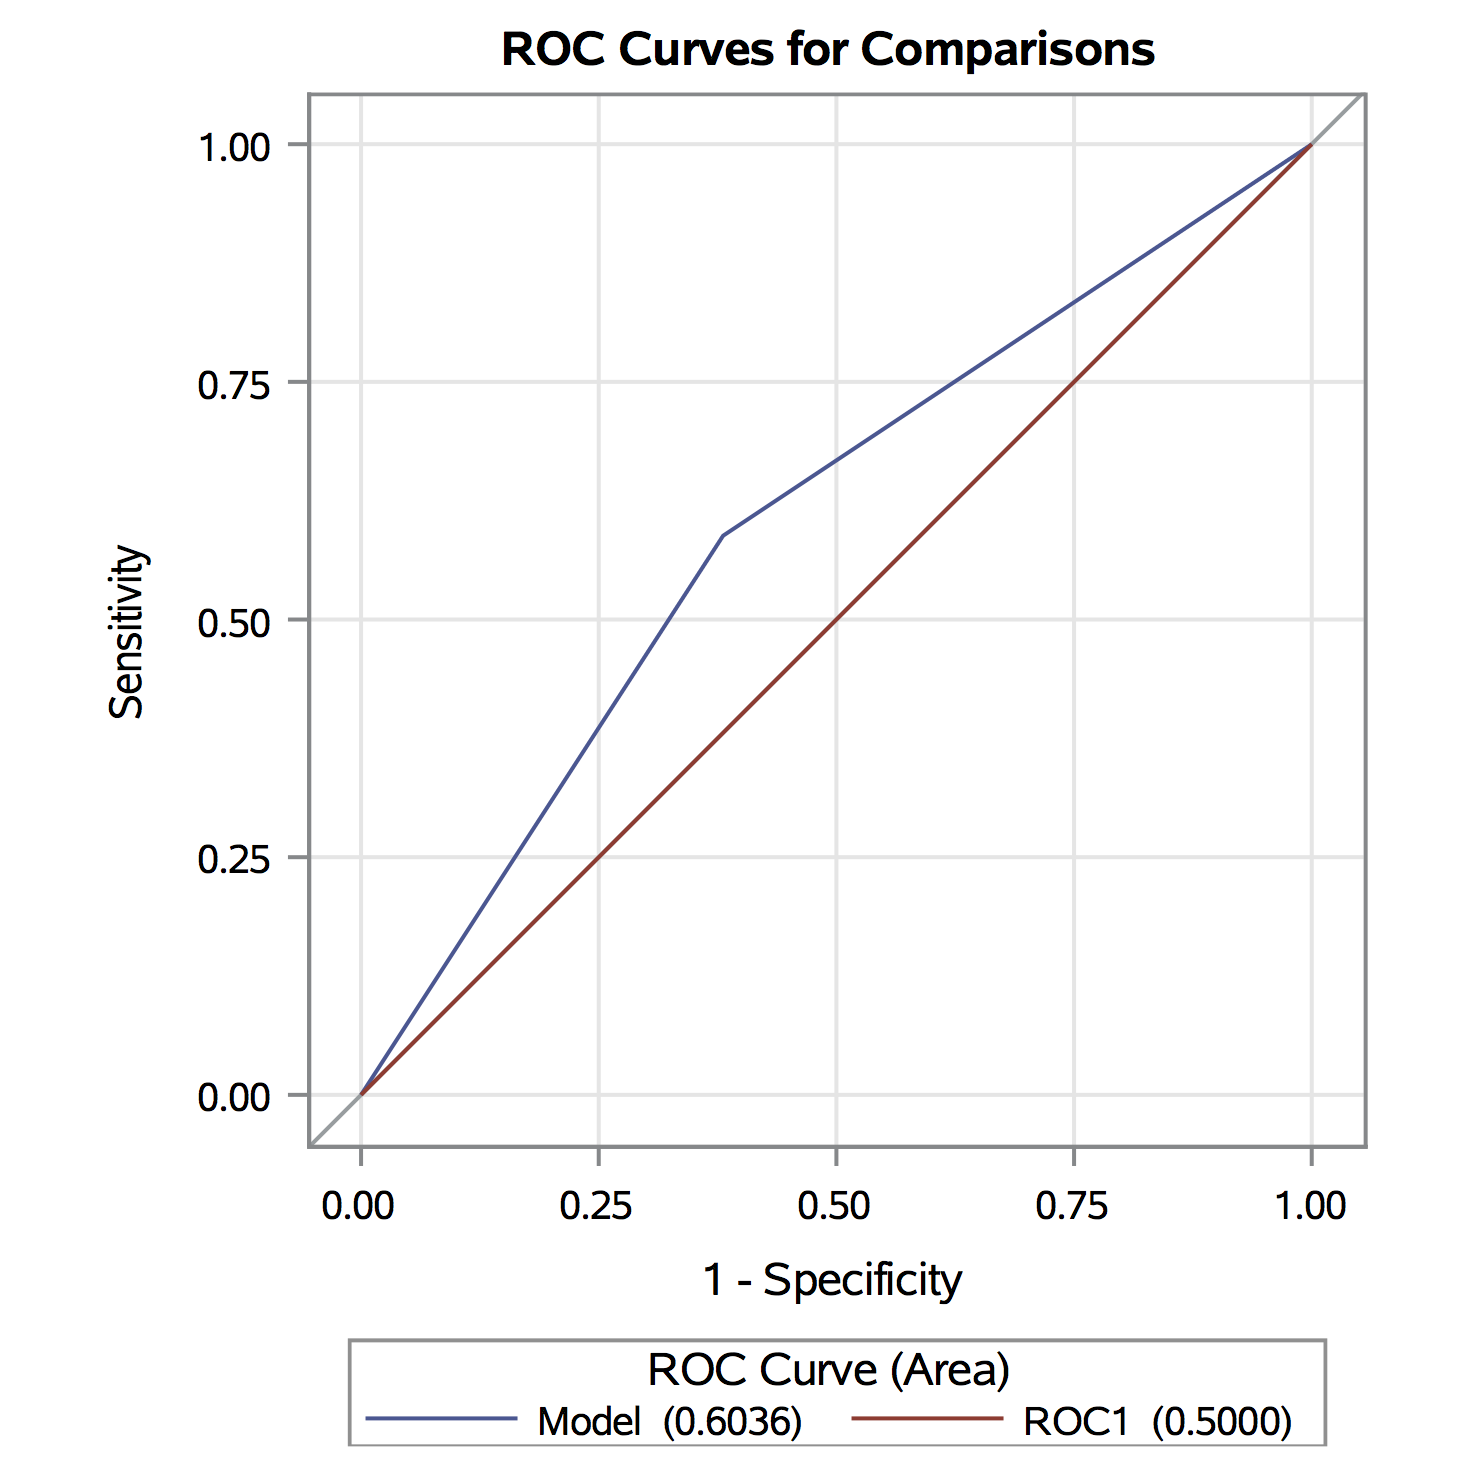 ROC Curves for Comparisons
1.00
0.75
0.50
0.25
0.00
Sensitivity
0.00 0.25 0.50 0.75 1.00
1 - Specificity
ROC Curve (Area)
Model (0.6036) ROC1 (0.5000)